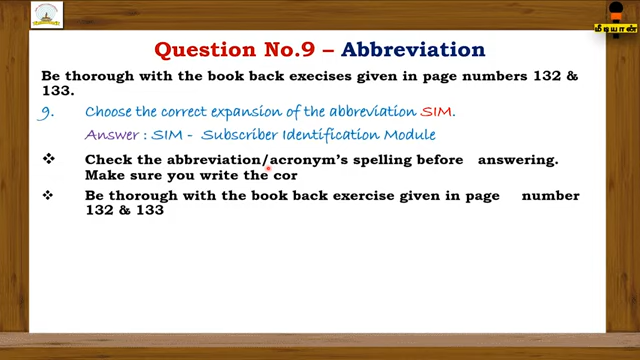 மீடியான்
Question No.9 – Abbreviation
Be thorough with the book back execises given in page numbers 132 &
133.
9. Choose the correct expansion of the abbreviation SIM.
Answer : SIM - Subscriber Identification Module
❖ Check the abbreviation/acronym's spelling before answering.
Make sure you write the cor
❖ Be thorough with the book back exercise given in page number
132 & 133